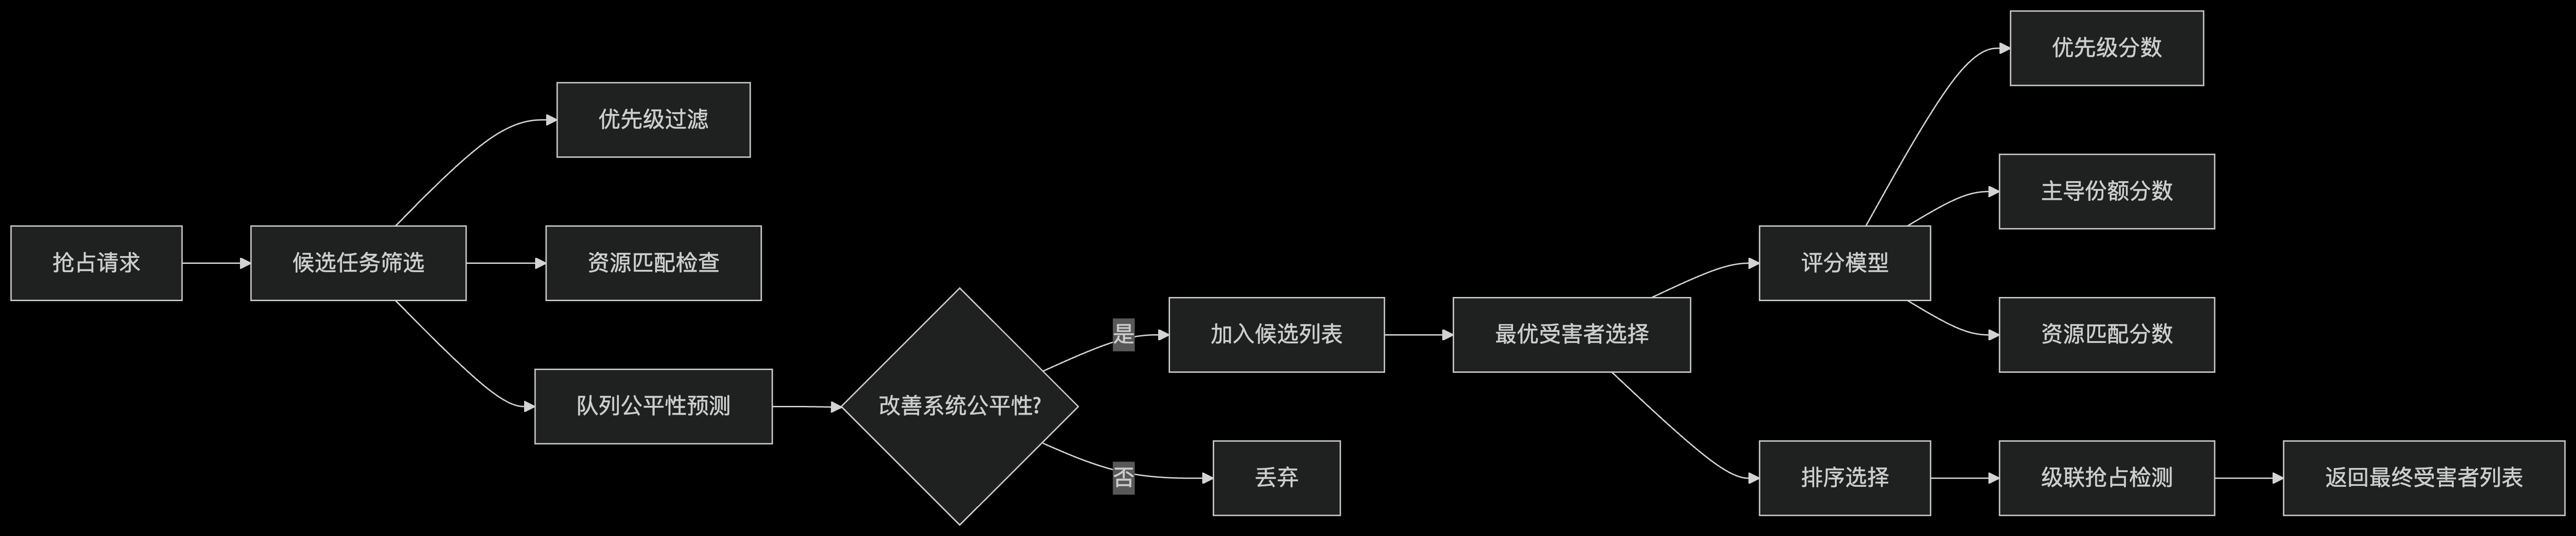 抢占请求
候选任务筛选
优先级过滤
资源匹配检查
队列公平性预测
改善系统公平性?
是
否
加入候选列表
丢弃
最优受害者选择
评分模型
优先级分数
主导份额分数
资源匹配分数
排序选择
级联抢占检测
返回最终受害者列表